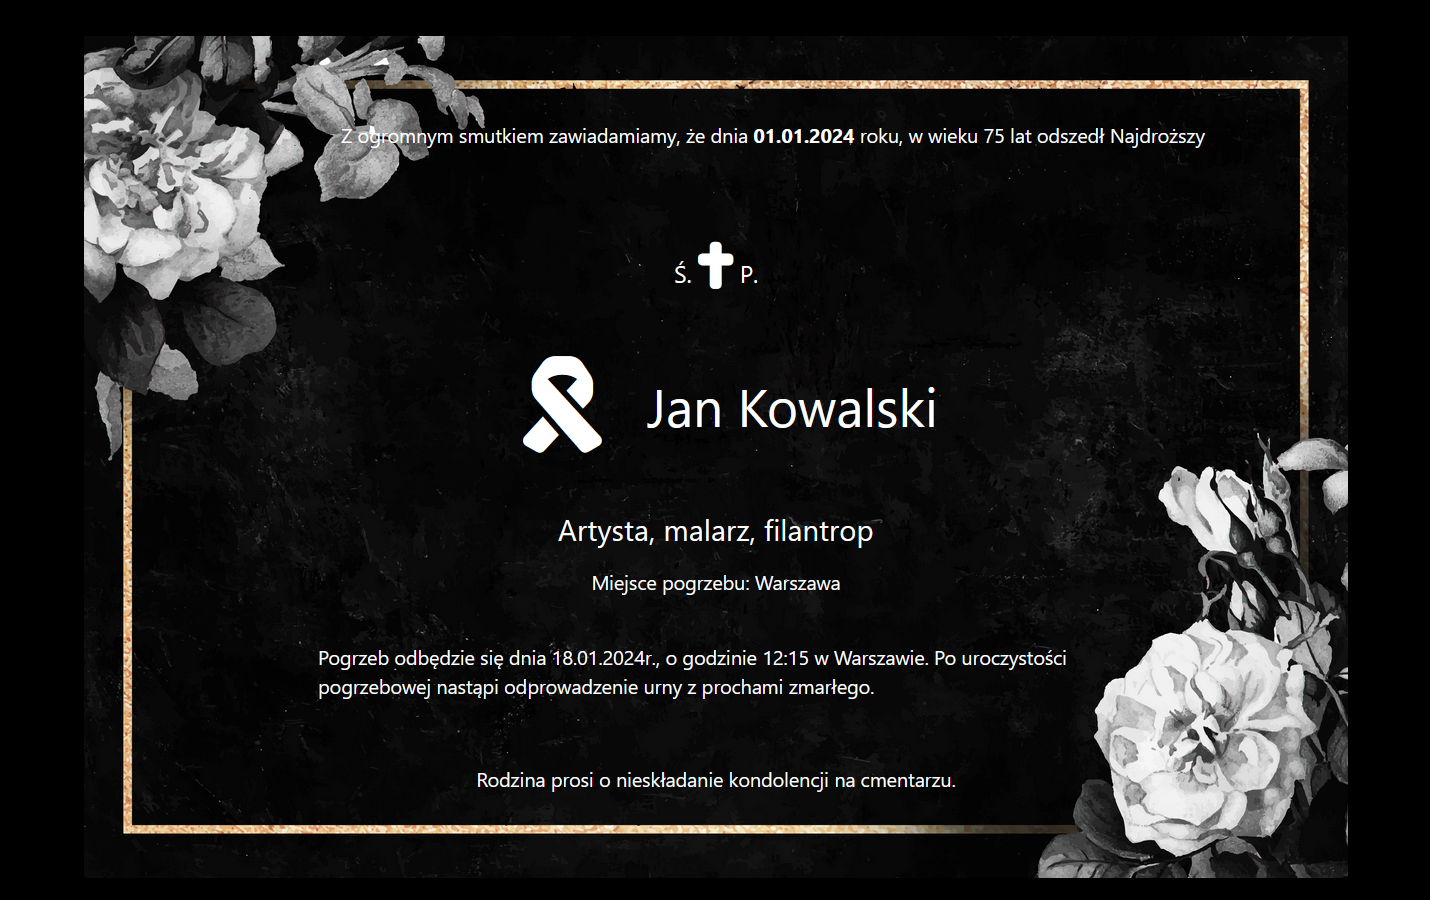 Z ogromnym smutkiem zawiadamiamy, że dnia 01.01.2024 roku, w wieku 75 lat odszedł Najdroższy
Ś. P.
Jan Kowalski
Artysta, malarz, filantrop
Miejsce pogrzebu: Warszawa
Pogrzeb odbędzie się dnia 18.01.2024r., o godzinie 12:15 w Warszawie. Po uroczystości
pogrzebowej nastąpi odprowadzenie urny z prochami zmarłego.
Rodzina prosi o nieskładanie kondolencji na cmentarzu.